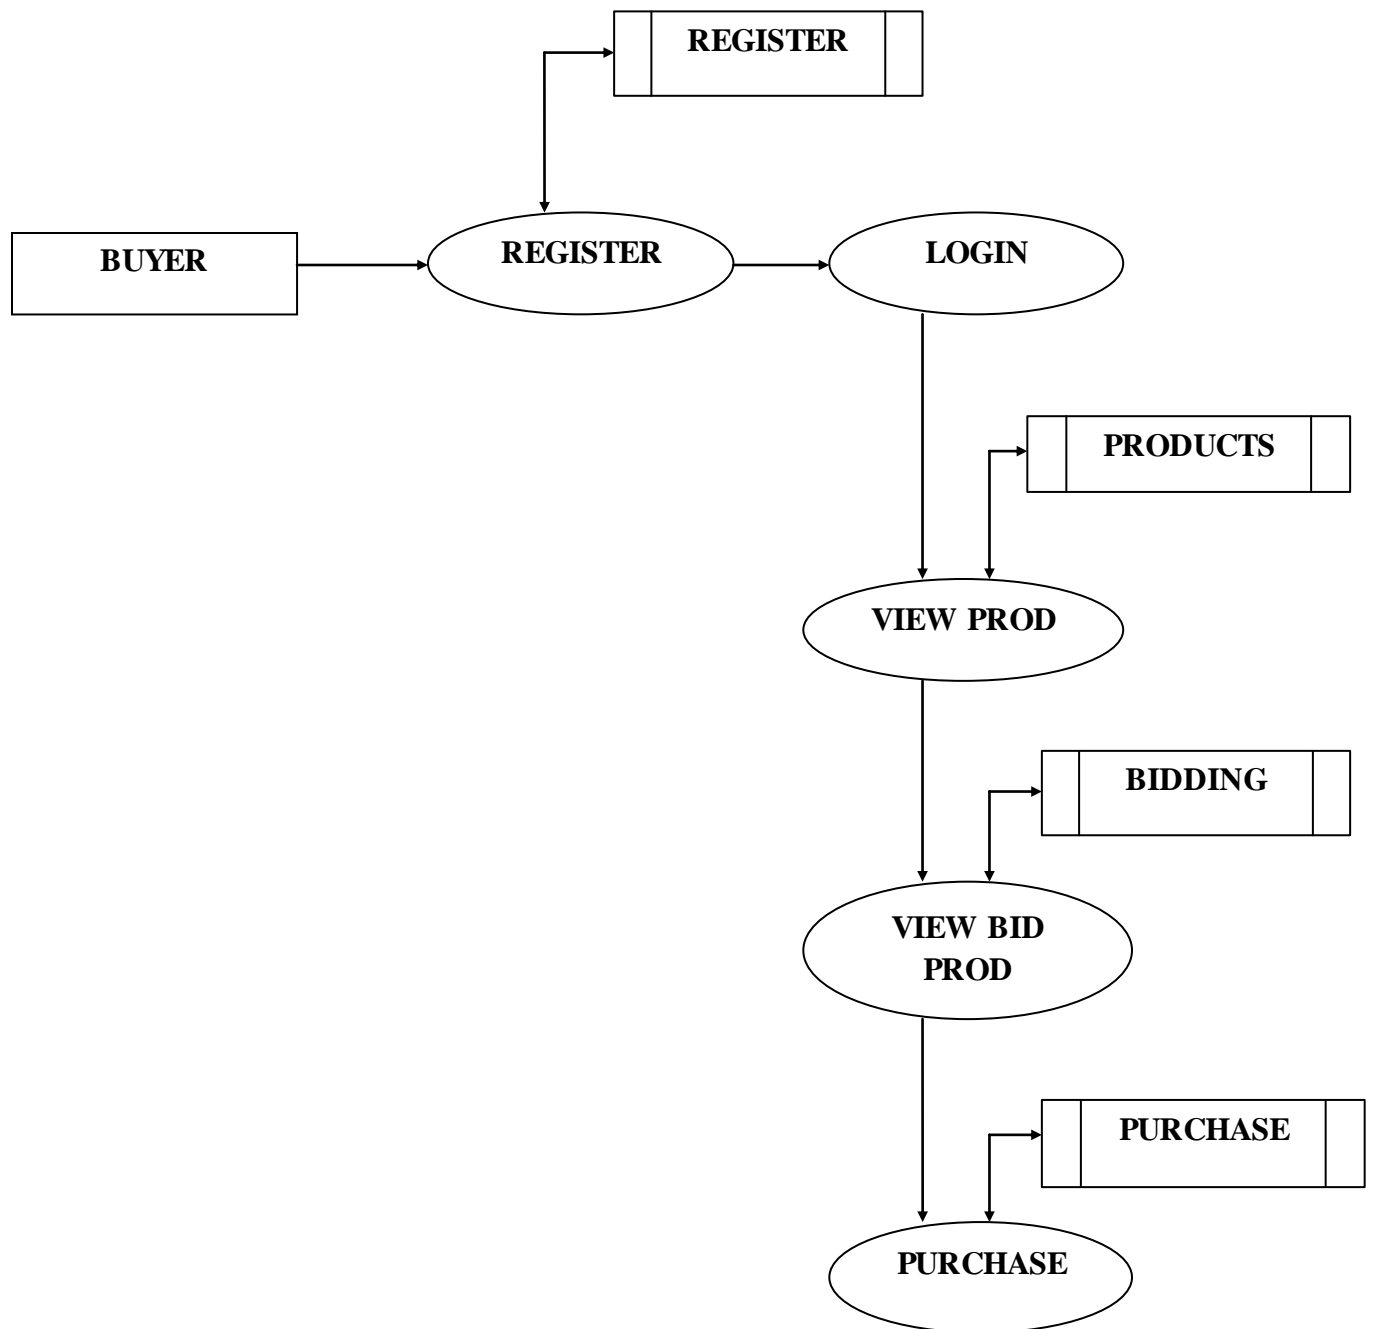 REGISTER
BUYER
REGISTER
LOGIN
PRODUCTS
VIEW PROD
BIDDING
VIEW BID
PROD
PURCHASE
PURCHASE